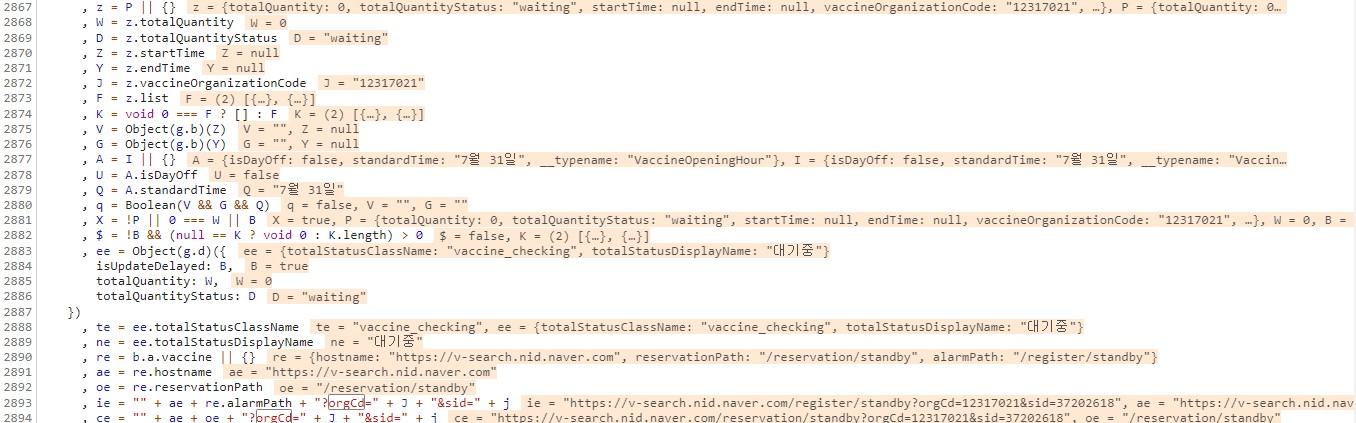 2867 , z = P || {} z = {totalQuantity: 0, totalQuantityStatus: "waiting", startTime: null, endTime: null, vaccineOrganizationCode: "12317021", …}, P = {totalQuantity: 0…
2868 , W = z.totalQuantity W = 0
2869 , D = z.totalQuantityStatus D = "waiting"
2870 , Z = z.startTime Z = null
2871 , Y = z.endTime Y = null
2872 , J = z.vaccineOrganizationCode J = "12317021"
2873 , F = z.list F = (2) [{…}, {…}]
2874 , K = void 0 === F ? [] : F K = (2) [{…}, {…}]
2875 , V = Object(g.b)(Z) V = "", Z = null
2876 , G = Object(g.b)(Y) G = "", Y = null
2877 , A = I || {} A = {isDayOff: false, standardTime: "7월 31일", __typename: "VaccineOpeningHour"}, I = {isDayOff: false, standardTime: "7월 31일", __typename: "Vaccin…
2878 , U = A.isDayOff U = false
2879 , Q = A.standardTime Q = "7월 31일"
2880 , q = Boolean(V && G && Q) q = false, V = "", G = ""
2881 , X = !P || 0 === W || B X = true, P = {totalQuantity: 0, totalQuantityStatus: "waiting", startTime: null, endTime: null, vaccineOrganizationCode: "12317021", …}, W = 0, B =
2882 , $ = !B && (null == K ? void 0 : K.length) > 0 $ = false, K = (2) [{…}, {…}]
2883 , ee = Object(g.d)({ ee = {totalStatusClassName: "vaccine_checking", totalStatusDisplayName: "대기중"}
2884 isUpdateDelayed: B, B = true
2885 totalQuantity: W, W = 0
2886 totalQuantityStatus: D D = "waiting"
2887 })
2888 , te = ee.totalStatusClassName te = "vaccine_checking", ee = {totalStatusClassName: "vaccine_checking", totalStatusDisplayName: "대기중"}
2889 , ne = ee.totalStatusDisplayName ne = "대기중"
2890 , re = b.a.vaccine || {} re = {hostname: "https://v-search.nid.naver.com", reservationPath: "/reservation/standby", alarmPath: "/register/standby"}
2891 , ae = re.hostname ae = "https://v-search.nid.naver.com"
2892 , oe = re.reservationPath oe = "/reservation/standby"
2893 , ie = "" + ae + re.alarmPath + "?orgCd=" + J + "&sid=" + j ie = "https://v-search.nid.naver.com/register/standby?orgCd=12317021&sid=37202618", ae = "https://v-search.nid.nav
2894 , ce = "" + ae + oe + "?orgCd=" + J + "&sid=" + j ce = "https://v-search.nid.naver.com/reservation/standby?orgCd=12317021&sid=37202618", oe = "/reservation/standby"